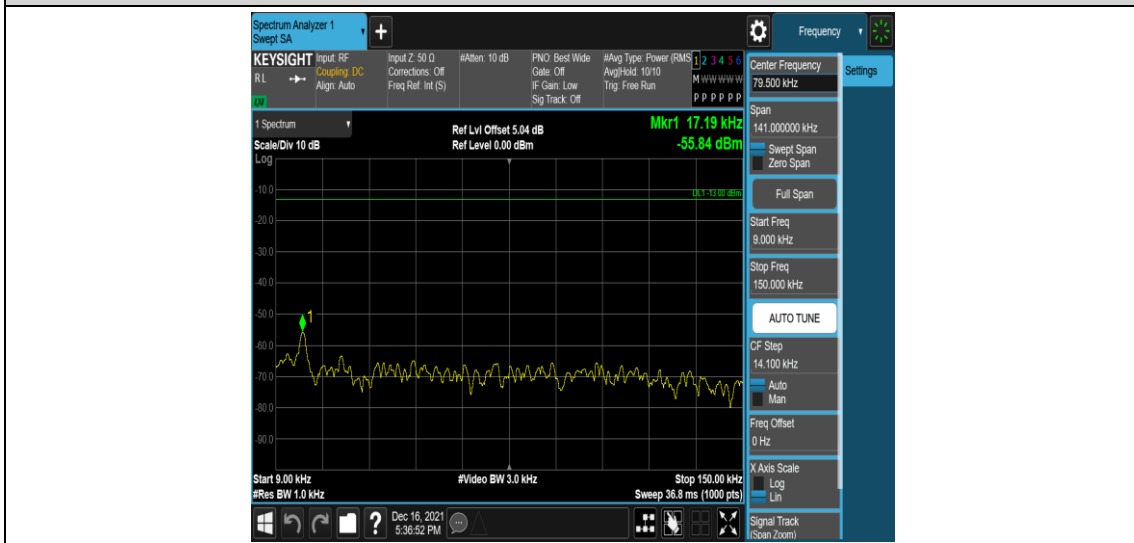 Spectrum Analyzer 1
Swept SA
+
Frequency
KEYSIGHT
RL
LXI
Input: RF
Coupling: DC
Align: Auto
Input Z: 50 Ω
Corrections: Off
Freq Ref: Int (S)
#Atten: 10 dB
PNO: Best Wide
Gate: Off
IF Gain: Low
Sig Track: Off
#Avg Type: Power (RMS
Avg|Hold: 10/10
Trig: Free Run
1 2 3 4 5 6
M W W W W W
P P P P P P
Center Frequency
79.500 kHz
Settings
1 Spectrum
Scale/Div 10 dB
Ref Lvl Offset 5.04 dB
Ref Level 0.00 dBm
Mkr1 17.19 kHz
-55.84 dBm
Span
141.000000 kHz
Swept Span
Zero Span
Full Span
Start Freq
9.000 kHz
Stop Freq
150.000 kHz
AUTO TUNE
CF Step
14.100 kHz
Auto
Man
Freq Offset
0 Hz
X Axis Scale
Log
Lin
Signal Track
(Span Zoom)
Log
DL1 -13.00 dBm
-10.0
-20.0
-30.0
-40.0
-50.0
1
-60.0
-70.0
-80.0
-90.0
Start 9.00 kHz
#Video BW 3.0 kHz
Stop 150.00 kHz
#Res BW 1.0 kHz
Sweep 36.8 ms (1000 pts)
?
Dec 16, 2021
5:36:52 PM